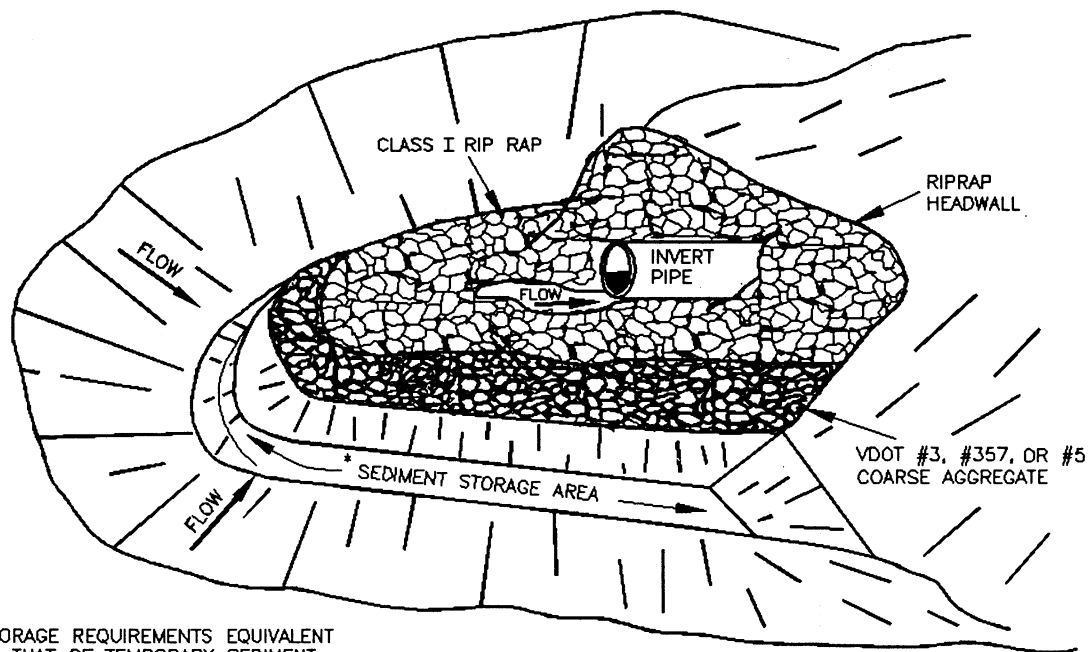 CLASS I RIP RAP
RIPRAP
HEADWALL
FLOW
INVERT
PIPE
FLOW
VDOT #3, #357, OR #5
COARSE AGGREGATE
* SEDIMENT STORAGE AREA
FLOW
ORAGE REQUIREMENTS EQUIVALENT
THAT OF TEMPORARY SEDIMENT